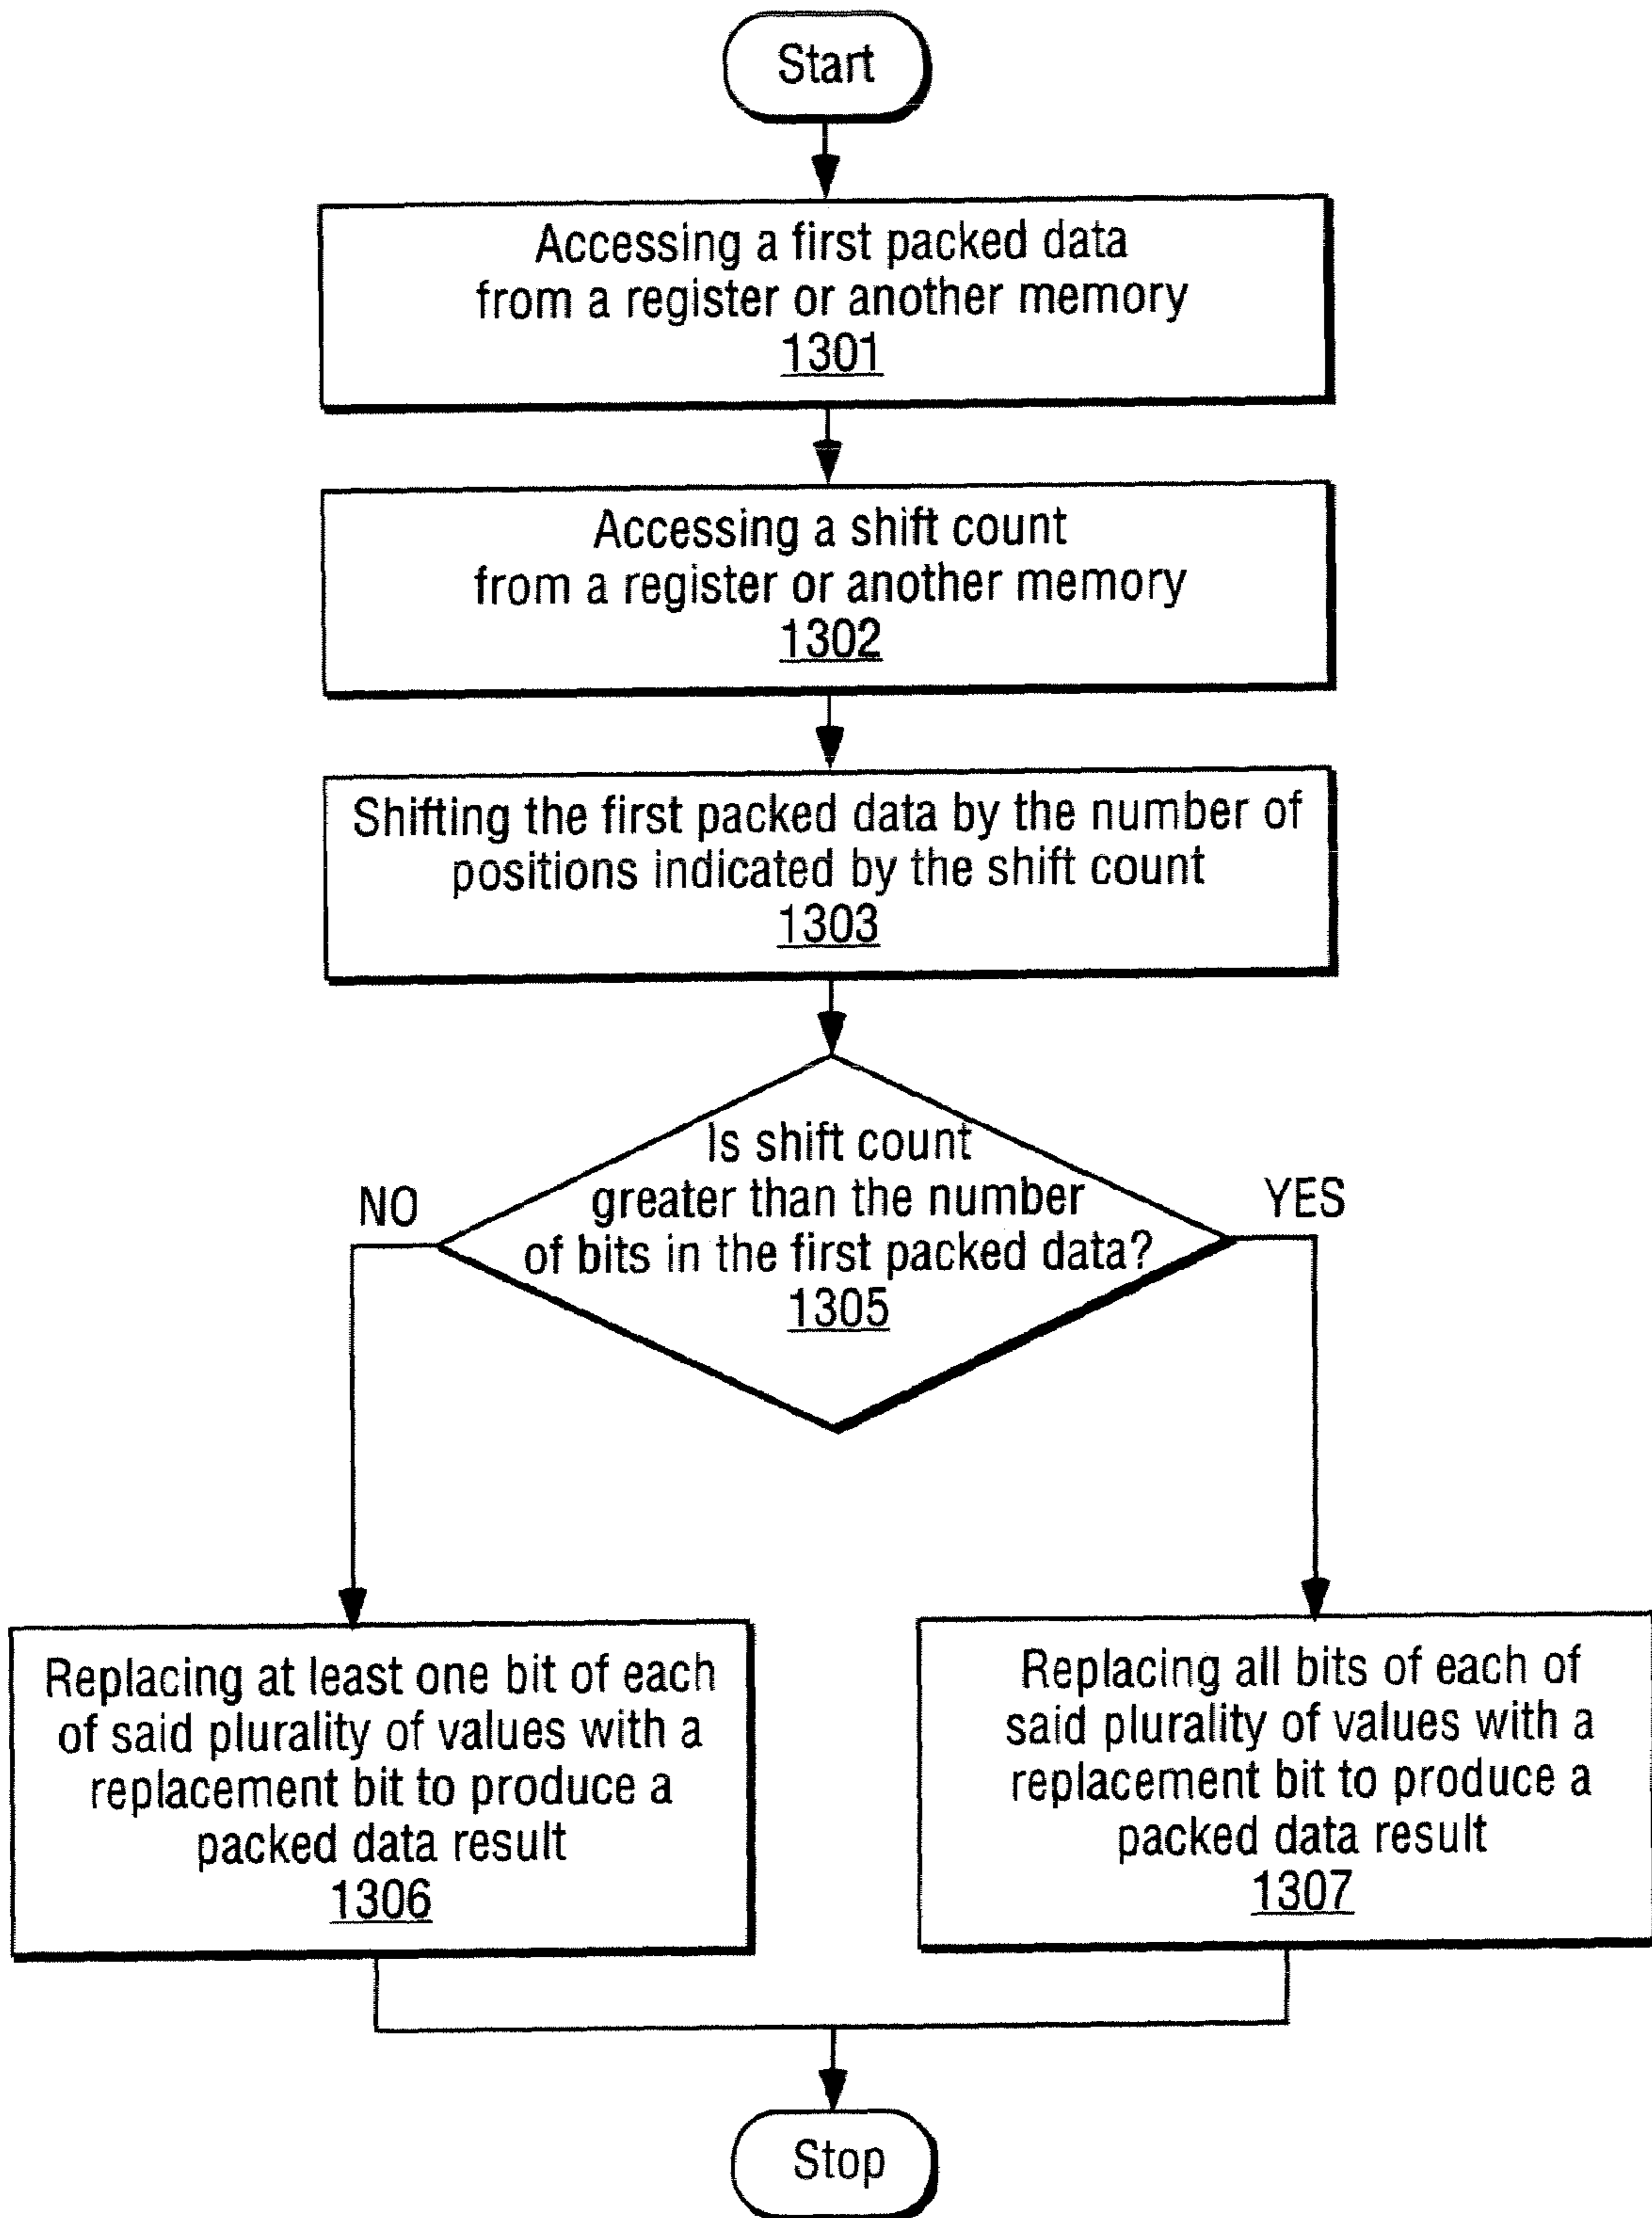 Start
Accessing a first packed data
from a register or another memory
1301
Accessing a shift count
from a register or another memory
1302
Shifting the first packed data by the number of
positions indicated by the shift count
1303
Is shift count
greater than the number
of bits in the first packed data?
1305
NO
YES
Replacing at least one bit of each
of said plurality of values with a
replacement bit to produce a
packed data result
1306
Replacing all bits of each of
said plurality of values with a
replacement bit to produce a
packed data result
1307
Stop